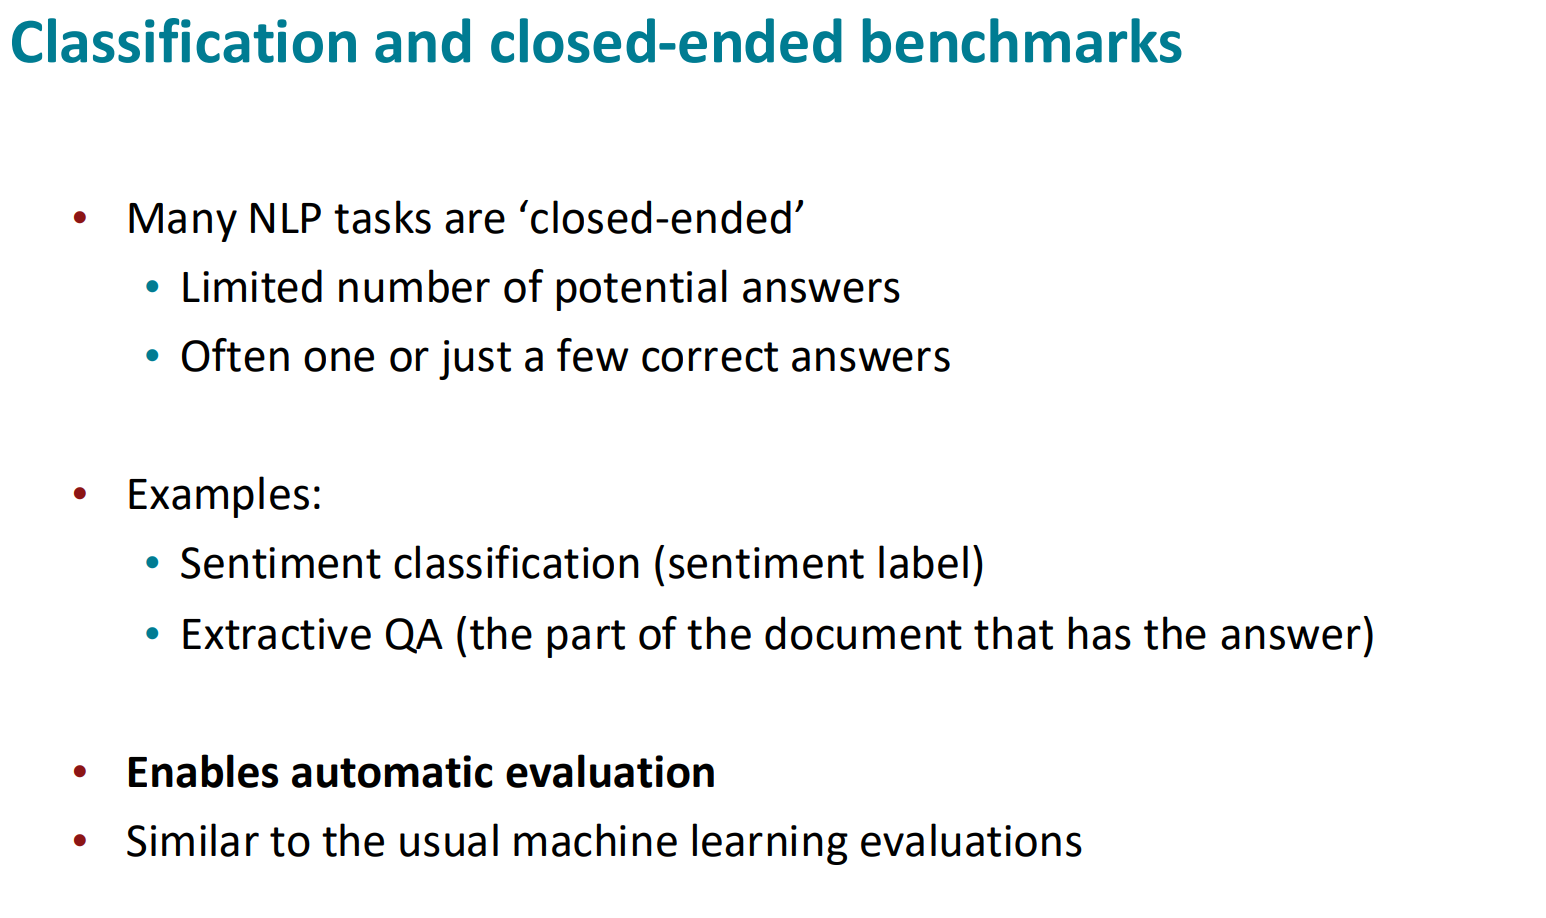 Classification and closed-ended benchmarks
• Many NLP tasks are ‘closed-ended’
• Limited number of potential answers
• Often one or just a few correct answers
• Examples:
• Sentiment classification (sentiment label)
• Extractive QA (the part of the document that has the answer)
• Enables automatic evaluation
• Similar to the usual machine learning evaluations